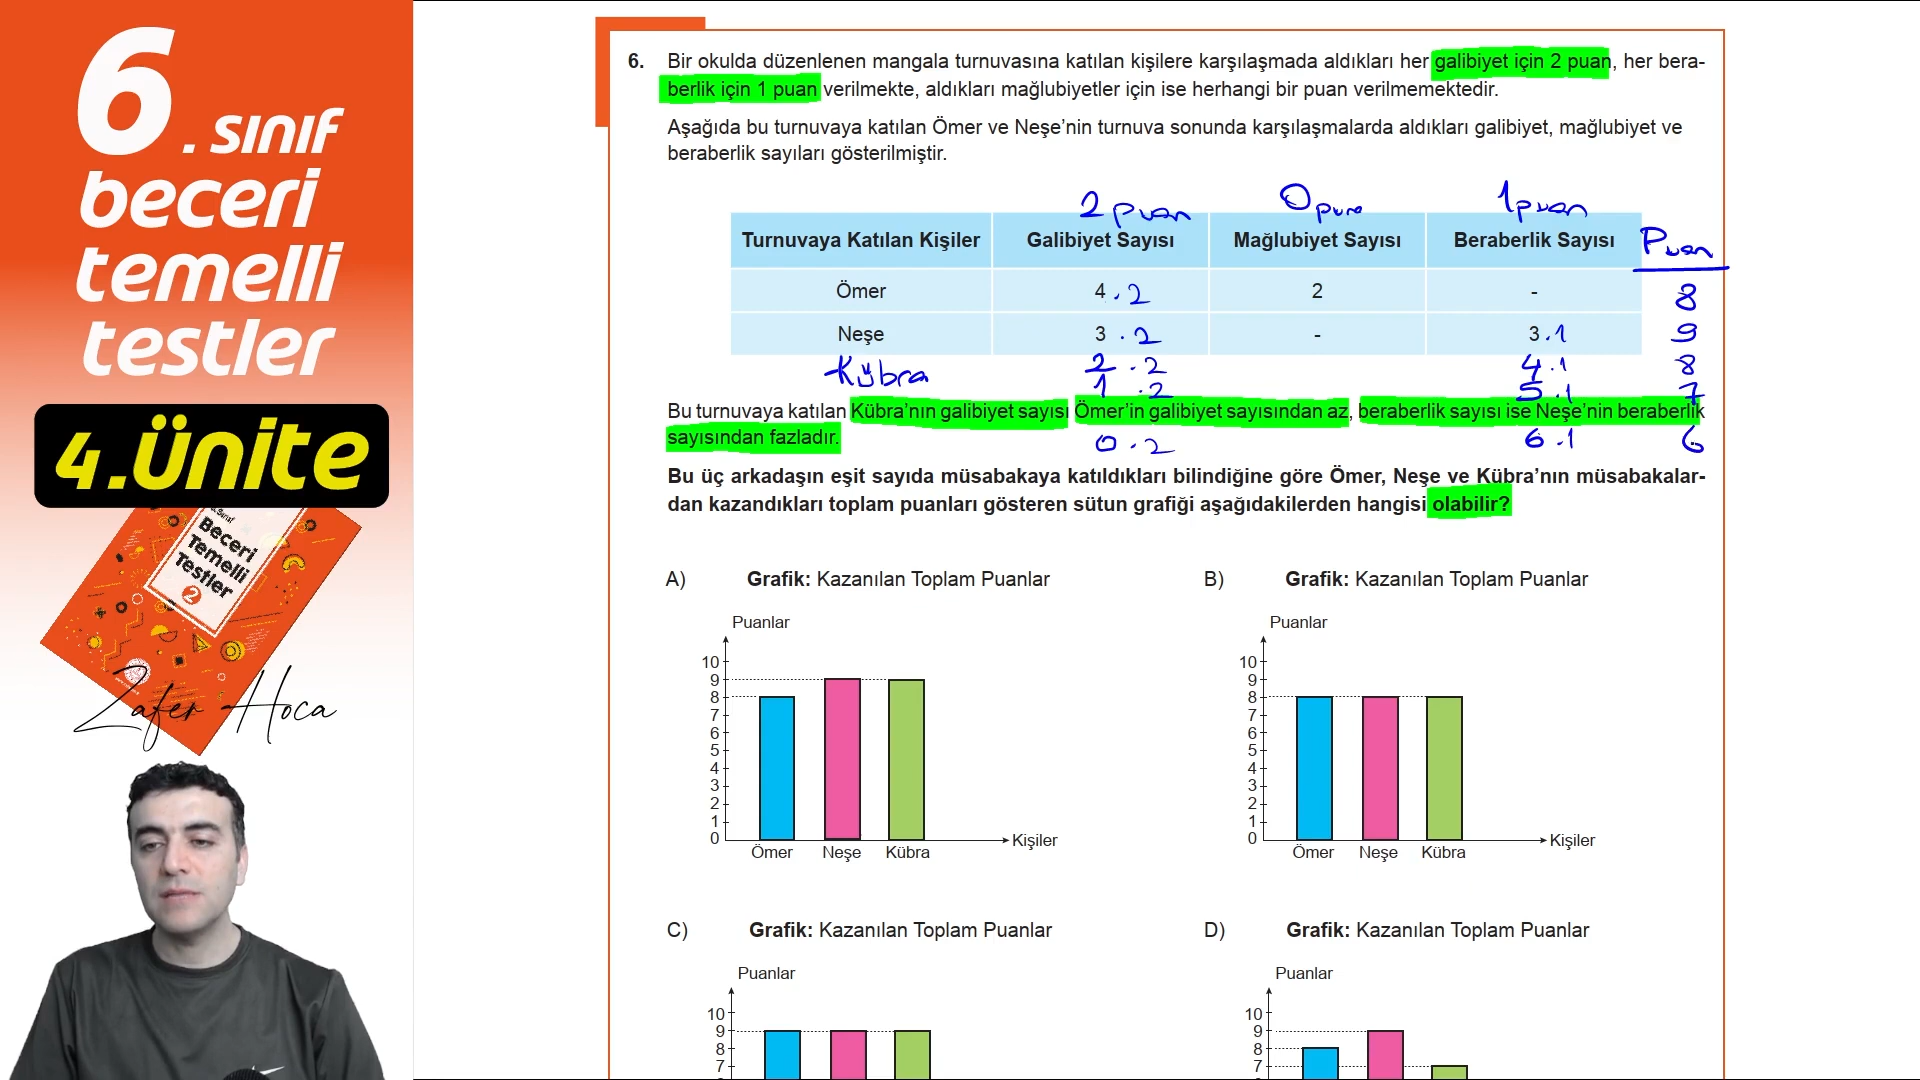 6. sınıf
beceri
temelli
testler
4.ünite
Beceri
Temelli
Testler
2
Zafer Hoca
6. Bir okulda düzenlenen mangala turnuvasına katılan kişilere karşılaşmada aldıkları her galibiyet için 2 puan, her bera-
berlik için 1 puan verilmekte, aldıkları mağlubiyetler için ise herhangi bir puan verilmemektedir.
Aşağıda bu turnuvaya katılan Ömer ve Neşe'nin turnuva sonunda karşılaşmalarda aldıkları galibiyet, mağlubiyet ve
beraberlik sayıları gösterilmiştir.
2 puan 0 puan 1 puan
Turnuvaya Katılan Kişiler Galibiyet Sayısı Mağlubiyet Sayısı Beraberlik Sayısı Puan
Ömer 4 . 2 2 - 8
Neşe 3 . 2 - 3 . 1 9
Kübra 2 . 2 4 . 1 8
1 . 2 5 . 1 7
Bu turnuvaya katılan Kübra'nın galibiyet sayısı Ömer'in galibiyet sayısından az, beraberlik sayısı ise Neşe'nin beraberlik
sayısından fazladır.
0 . 2 6 . 1 6
Bu üç arkadaşın eşit sayıda müsabakaya katıldıkları bilindiğine göre Ömer, Neşe ve Kübra'nın müsabakalar-
dan kazandıkları toplam puanları gösteren sütun grafiği aşağıdakilerden hangisi olabilir?
A) Grafik: Kazanılan Toplam Puanlar
Puanlar
10
9
8
7
6
5
4
3
2
1
0
Kişiler
Ömer Neşe Kübra
B) Grafik: Kazanılan Toplam Puanlar
Puanlar
10
9
8
7
6
5
4
3
2
1
0
Kişiler
Ömer Neşe Kübra
C) Grafik: Kazanılan Toplam Puanlar
Puanlar
10
9
8
7
D) Grafik: Kazanılan Toplam Puanlar
Puanlar
10
9
8
7